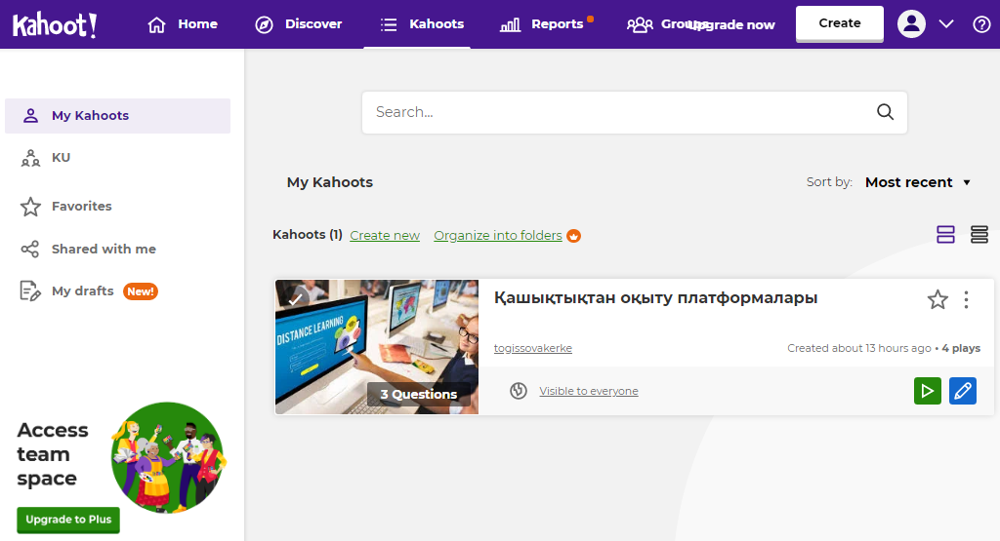 Kahoot!
Home
Discover
Kahoots
Reports
Groups
Upgrade now
Create
My Kahoots
KU
Favorites
Shared with me
My drafts New!
Access
team
space
Upgrade to Plus
Search...
My Kahoots
Sort by: Most recent
Kahoots (1) Create new Organize into folders
DISTANCE LEARNING
3 Questions
Қашықтықтан оқыту платформалары
togissovakerke
Created about 13 hours ago • 4 plays
Visible to everyone